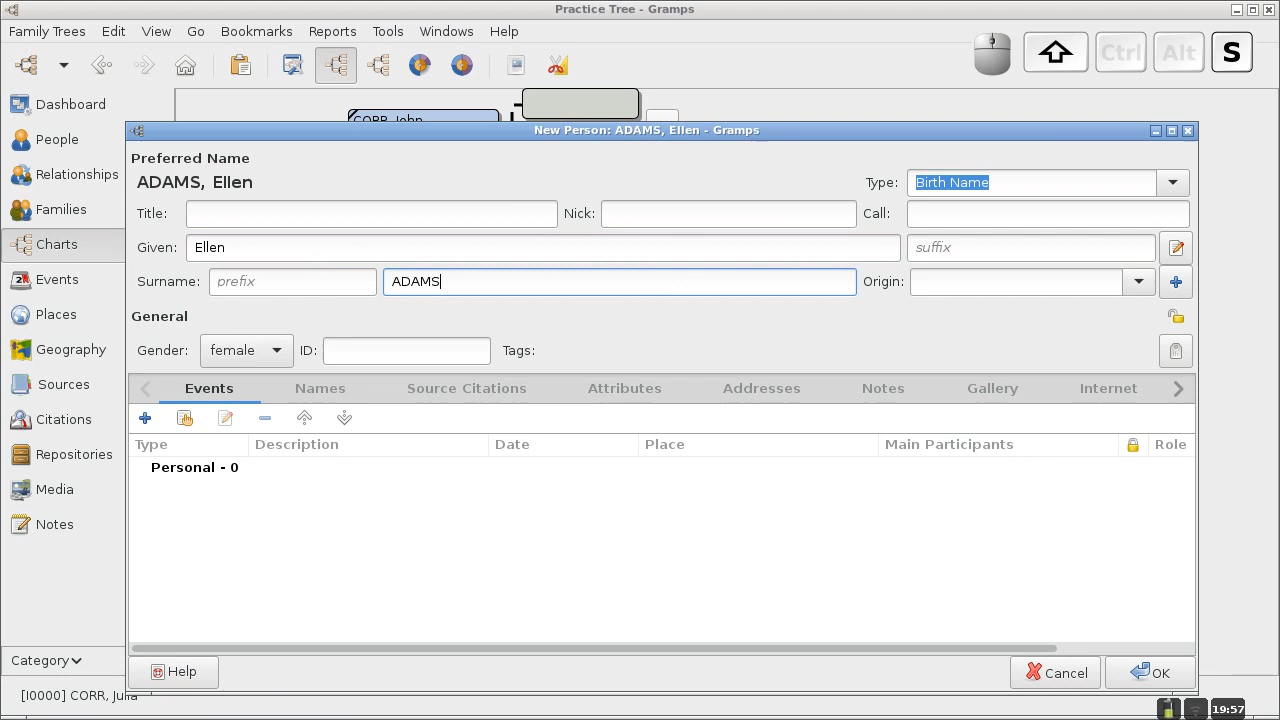 Practice Tree - Gramps
Family Trees Edit View Go Bookmarks Reports Tools Windows Help
Ctrl Alt S
Dashboard
People
Relationships
Families
Charts
Events
Places
Geography
Sources
Citations
Repositories
Media
Notes
Category
[I0000] CORR, Julia
CORR, John
New Person: ADAMS, Ellen - Gramps
Preferred Name
ADAMS, Ellen
Type: Birth Name
Title: Nick: Call:
Given: Ellen suffix
Surname: prefix ADAMS Origin:
General
Gender: female ID: Tags:
Events Names Source Citations Attributes Addresses Notes Gallery Internet
Type Description Date Place Main Participants Role
Personal - 0
Help Cancel OK
19:57